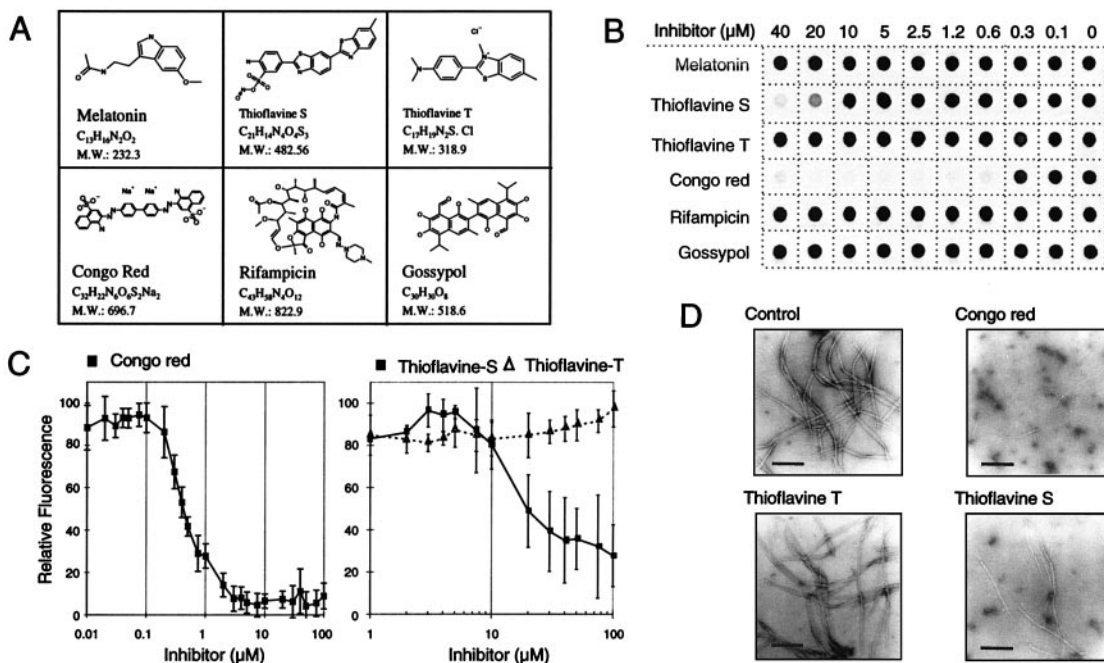 A
Melatonin
C₁₃H₁₆N₂O₂
M.W.: 232.3
Thioflavine S
C₂₁H₁₄N₄O₄S₃
M.W.: 482.56
Cl⁻
Thioflavine T
C₁₇H₁₉N₂S. Cl
M.W.: 318.9
Na⁺ Na⁺
Congo Red
C₃₂H₂₂N₆O₆S₂Na₂
M.W.: 696.7
Rifampicin
C₄₃H₅₈N₄O₁₂
M.W.: 822.9
Gossypol
C₃₀H₃₀O₈
M.W.: 518.6
B
Inhibitor (μM) 40 20 10 5 2.5 1.2 0.6 0.3 0.1 0
Melatonin
Thioflavine S
Thioflavine T
Congo red
Rifampicin
Gossypol
C
Congo red
Thioflavine-S Thioflavine-T
Relative Fluorescence
100
80
60
40
20
0
0.01 0.1 1 10 100
Inhibitor (μM)
100
80
60
40
20
0
1 10 100
Inhibitor (μM)
D
Control
Congo red
Thioflavine T
Thioflavine S